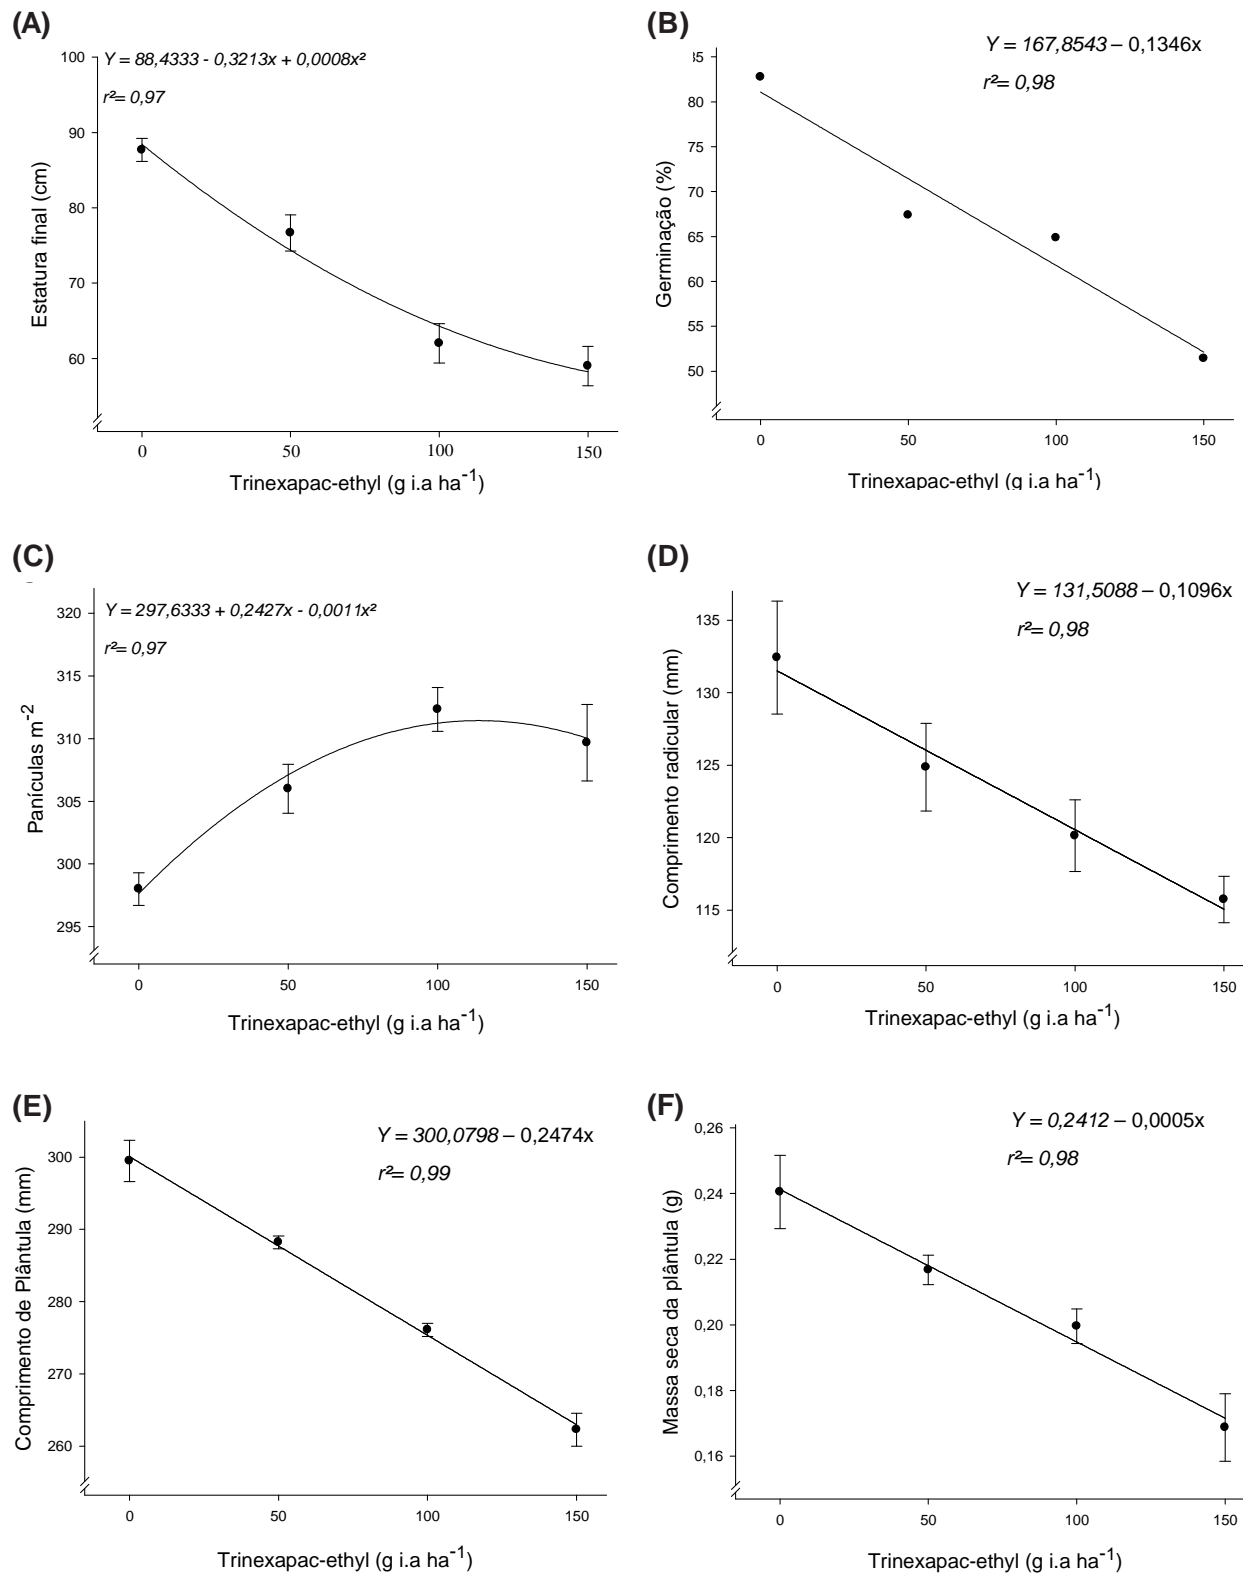 (A)
Y = 88,4333 - 0,3213x + 0,0008x²
r²= 0,97
100
90
80
70
60
Estatura final (cm)
0 50 100 150
Trinexapac-ethyl (g i.a ha-1)
(B)
Y = 167,8543 – 0,1346x
r²= 0,98
80
75
70
65
60
55
50
Germinação (%)
0 50 100 150
Trinexapac-ethyl (g i.a ha-1)
(C)
Y = 297,6333 + 0,2427x - 0,0011x²
r²= 0,97
320
315
310
305
300
295
Panículas m-2
0 50 100 150
Trinexapac-ethyl (g i.a ha-1)
(D)
Y = 131,5088 – 0,1096x
r²= 0,98
135
130
125
120
115
Comprimento radicular (mm)
0 50 100 150
Trinexapac-ethyl (g i.a ha-1)
(E)
Y = 300,0798 – 0,2474x
r²= 0,99
300
290
280
270
260
Comprimento de Plântula (mm)
0 50 100 150
Trinexapac-ethyl (g i.a ha-1)
(F)
Y = 0,2412 – 0,0005x
r²= 0,98
0,26
0,24
0,22
0,20
0,18
0,16
Massa seca da plântula (g)
0 50 100 150
Trinexapac-ethyl (g i.a ha-1)